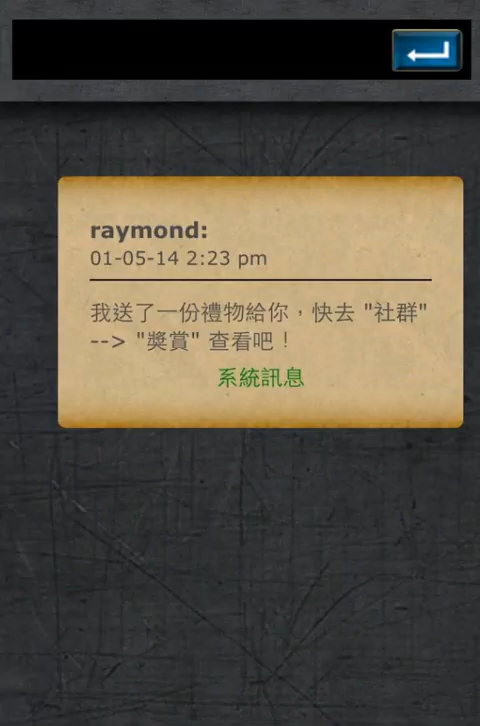 raymond:
01-05-14 2:23 pm
我送了一份禮物給你，快去 "社群"
--> "獎賞" 查看吧！
系統訊息